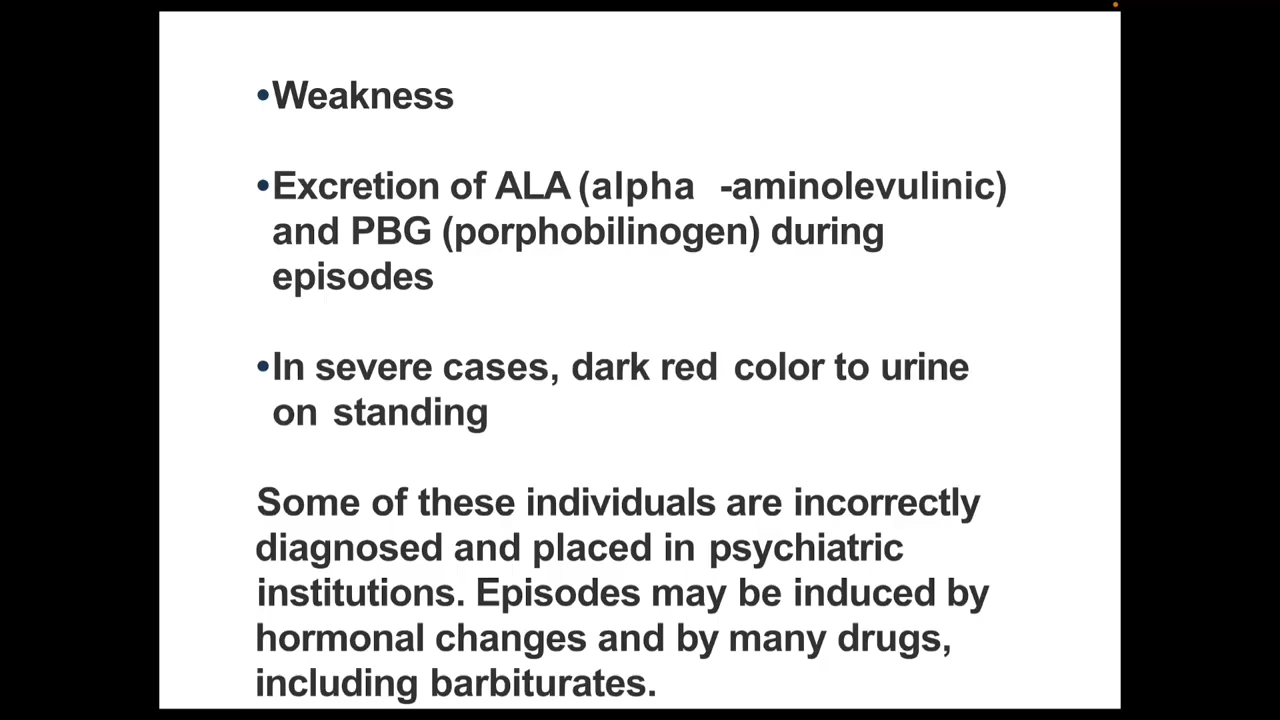 •Weakness
•Excretion of ALA (alpha -aminolevulinic)
and PBG (porphobilinogen) during
episodes
•In severe cases, dark red color to urine
on standing
Some of these individuals are incorrectly
diagnosed and placed in psychiatric
institutions. Episodes may be induced by
hormonal changes and by many drugs,
including barbiturates.